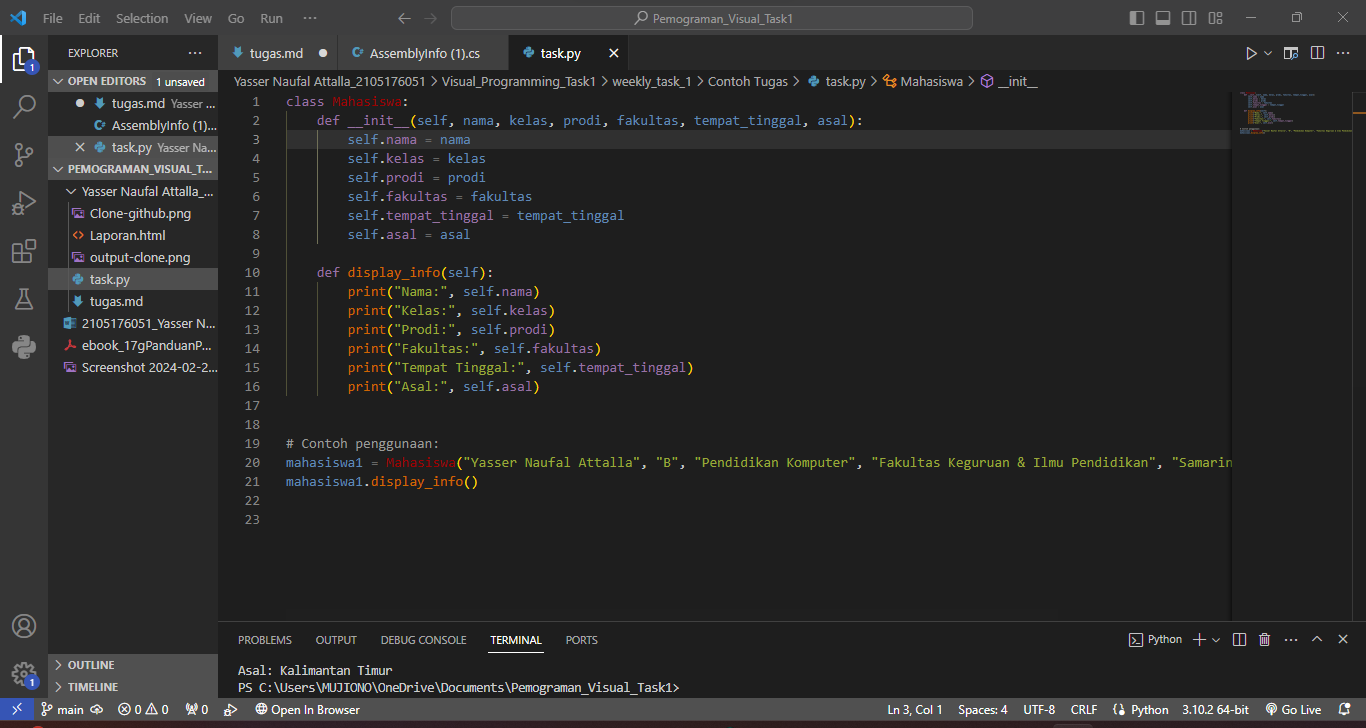 File Edit Selection View Go Run ··· Pemograman_Visual_Task1
EXPLORER ···
tugas.md AssemblyInfo (1).cs task.py
OPEN EDITORS 1 unsaved
tugas.md Yasser ...
AssemblyInfo (1)...
task.py Yasser Na...
PEMOGRAMAN_VISUAL_T...
Yasser Naufal Attalla_...
Clone-github.png
Laporan.html
output-clone.png
task.py
tugas.md
2105176051_Yasser N...
ebook_17gPanduanP...
Screenshot 2024-02-2...
OUTLINE
TIMELINE
Yasser Naufal Attalla_2105176051 > Visual_Programming_Task1 > weekly_task_1 > Contoh Tugas > task.py > Mahasiswa > __init__
1 class Mahasiswa:
2     def __init__(self, nama, kelas, prodi, fakultas, tempat_tinggal, asal):
3         self.nama = nama
4         self.kelas = kelas
5         self.prodi = prodi
6         self.fakultas = fakultas
7         self.tempat_tinggal = tempat_tinggal
8         self.asal = asal
9
10     def display_info(self):
11         print("Nama:", self.nama)
12         print("Kelas:", self.kelas)
13         print("Prodi:", self.prodi)
14         print("Fakultas:", self.fakultas)
15         print("Tempat Tinggal:", self.tempat_tinggal)
16         print("Asal:", self.asal)
17
18
19 # Contoh penggunaan:
20 mahasiswa1 = Mahasiswa("Yasser Naufal Attalla", "B", "Pendidikan Komputer", "Fakultas Keguruan & Ilmu Pendidikan", "Samarin
21 mahasiswa1.display_info()
22
23
PROBLEMS OUTPUT DEBUG CONSOLE TERMINAL PORTS Python
Asal: Kalimantan Timur
PS C:\Users\MUJIONO\OneDrive\Documents\Pemograman_Visual_Task1>
1
1
main 0 0 0 Open In Browser Ln 3, Col 1 Spaces: 4 UTF-8 CRLF Python 3.10.2 64-bit Go Live